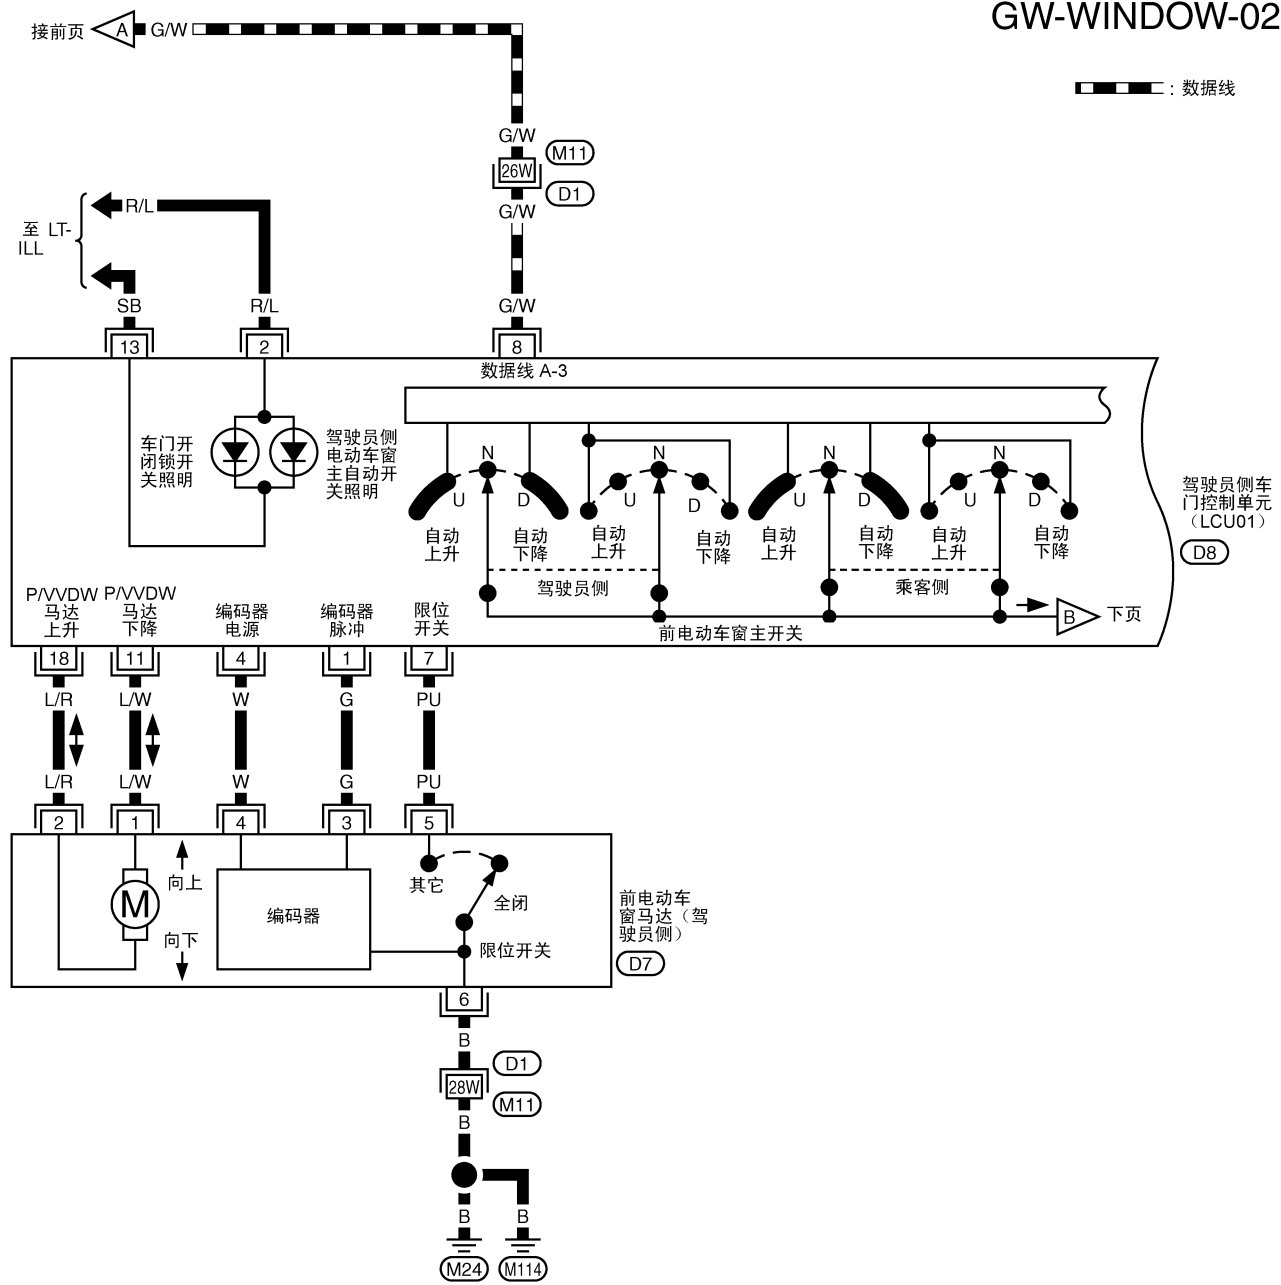 GW-WINDOW-02
接前页 A G/W
: 数据线
G/W
26W
M11
D1
G/W
至 LT-
ILL
R/L
SB
R/L
G/W
13
2
8
数据线 A-3
车门开
闭锁开
关照明
驾驶员侧
电动车窗
主自动开
关照明
N
U
D
自动
上升
自动
下降
N
U
D
自动
上升
自动
下降
N
U
D
自动
上升
自动
下降
N
U
D
自动
上升
自动
下降
驾驶员侧
乘客侧
前电动车窗主开关
B 下页
驾驶员侧车
门控制单元
（LCU01）
D8
P/VVDW
马达
上升
P/VVDW
马达
下降
编码器
电源
编码器
脉冲
限位
开关
18
11
4
1
7
L/R
L/W
W
G
PU
L/R
L/W
W
G
PU
2
1
4
3
5
M
向上
向下
编码器
其它
全闭
限位开关
前电动车
窗马达（驾
驶员侧）
D7
6
B
D1
28W
M11
B
B
B
M24
M114